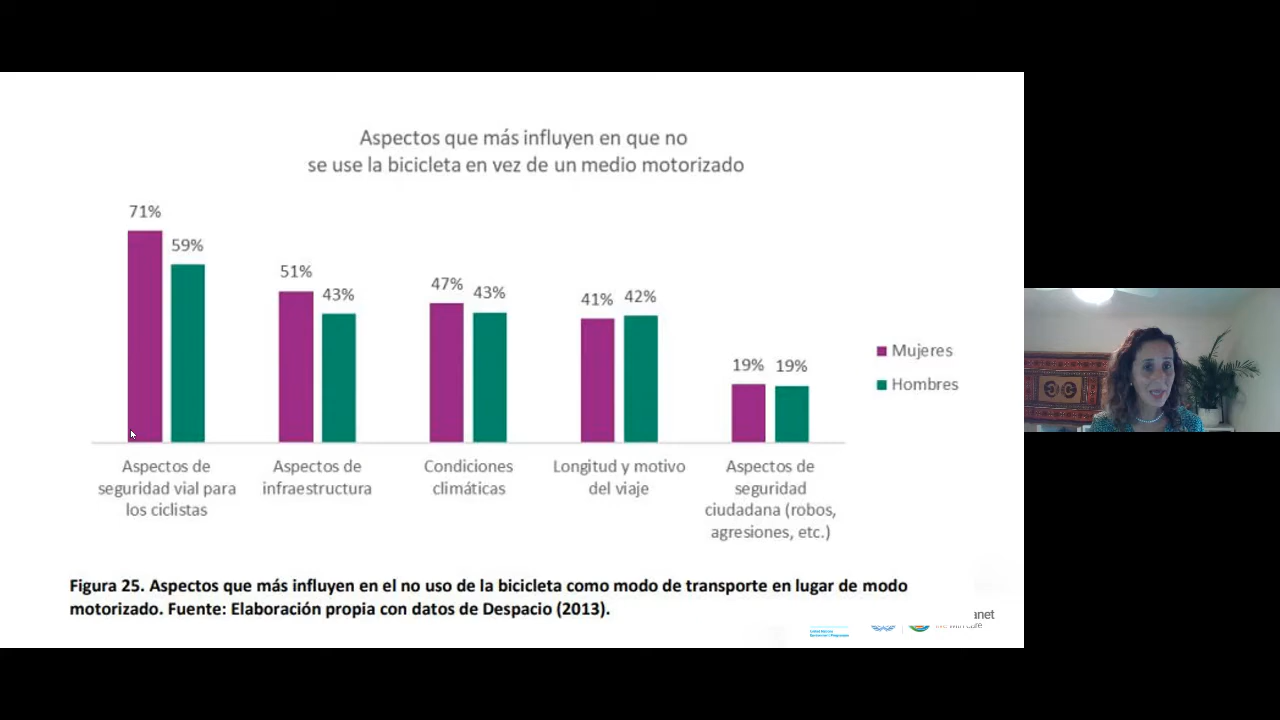 Aspectos que más influyen en que no
se use la bicicleta en vez de un medio motorizado
71%
59%
51%
43%
47%
43%
41%
42%
19%
19%
Mujeres
Hombres
Aspectos de
seguridad vial para
los ciclistas
Aspectos de
infraestructura
Condiciones
climáticas
Longitud y motivo
del viaje
Aspectos de
seguridad
ciudadana (robos,
agresiones, etc.)
Figura 25. Aspectos que más influyen en el no uso de la bicicleta como modo de transporte en lugar de modo
motorizado. Fuente: Elaboración propia con datos de Despacio (2013).
anet